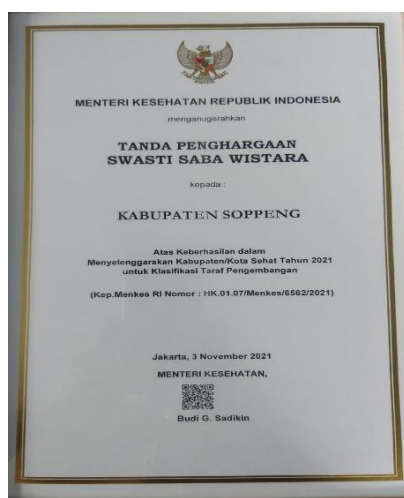 MENTERI KESEHATAN REPUBLIK INDONESIA
menganugerahkan
TANDA PENGHARGAAN
SWASTI SABA WISTARA
kepada :
KABUPATEN SOPPENG
Atas Keberhasilan dalam
Menyelenggarakan Kabupaten/Kota Sehat Tahun 2021
untuk Klasifikasi Taraf Pengembangan
(Kep.Menkes RI Nomor : HK.01.07/Menkes/6562/2021)
Jakarta, 3 November 2021
MENTERI KESEHATAN,
Budi G. Sadikin